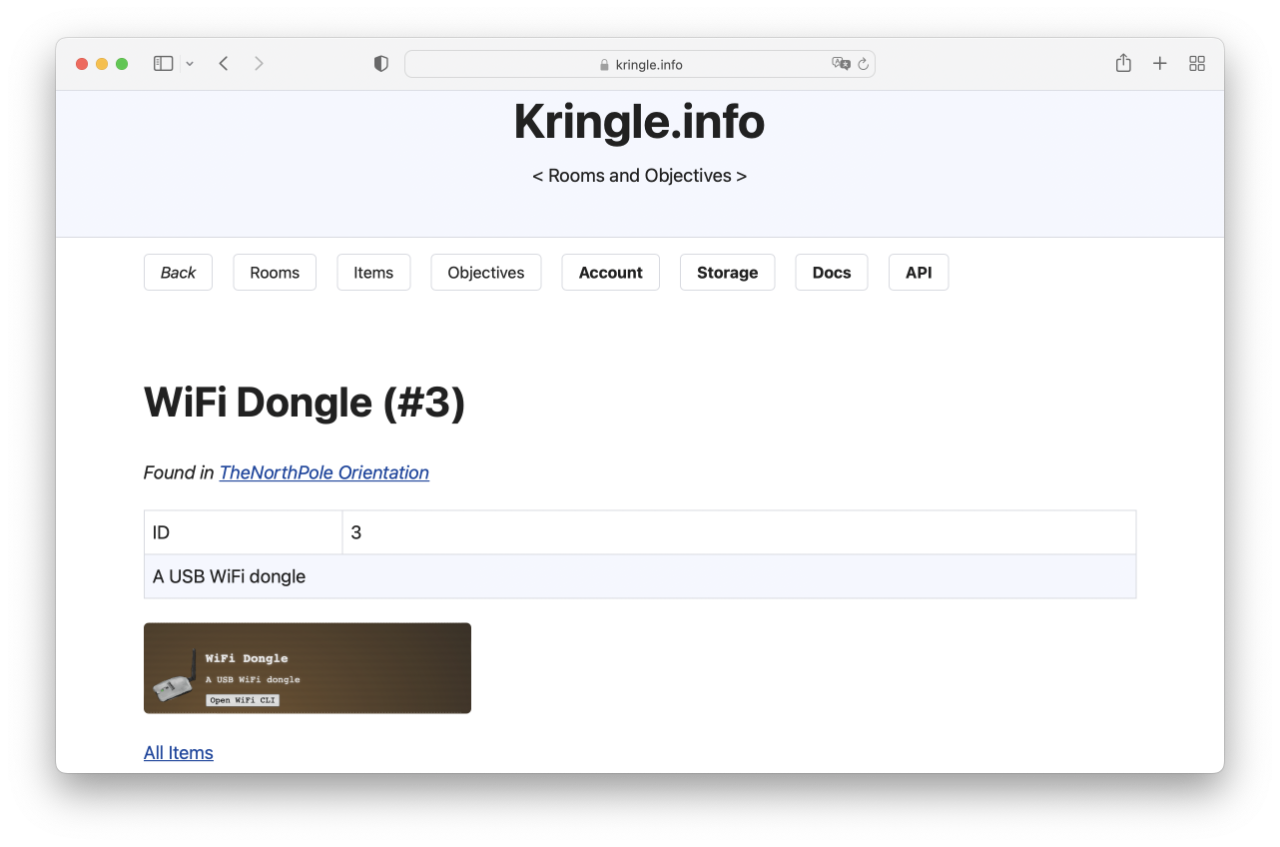 kringle.info
Kringle.info
< Rooms and Objectives >
Back Rooms Items Objectives Account Storage Docs API
WiFi Dongle (#3)
Found in TheNorthPole Orientation
ID 3
A USB WiFi dongle
WiFi Dongle
A USB WiFi dongle
Open WiFi CLI
All Items